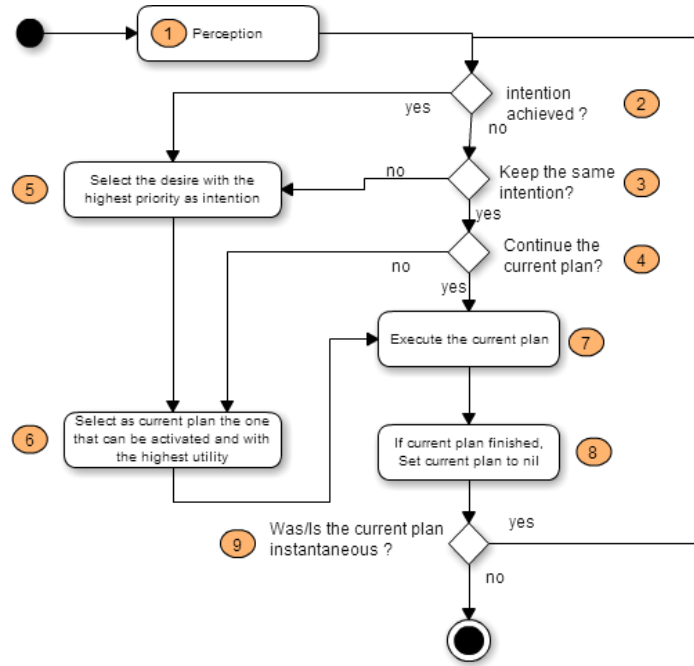 1 Perception
intention
achieved ?
2
yes
no
5
Select the desire with the
highest priority as intention
no
Keep the same
intention?
3
yes
Continue the
current plan?
4
no
yes
Execute the current plan
7
6
Select as current plan the one
that can be activated and with
the highest utility
If current plan finished,
Set current plan to nil
8
9
Was/Is the current plan
instantaneous ?
yes
no